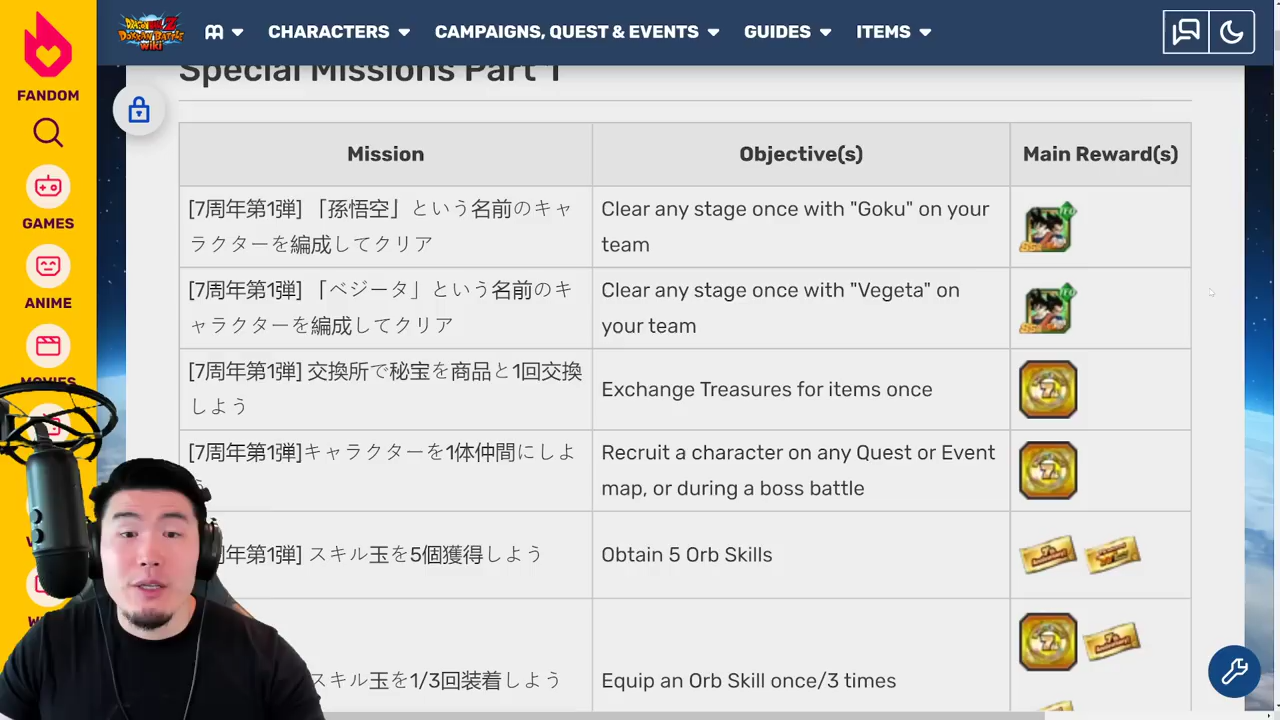 DRAGON BALL Z
DOKKAN BATTLE
WIKI
CHARACTERS
CAMPAIGNS, QUEST & EVENTS
GUIDES
ITEMS
FANDOM
GAMES
ANIME
MOVIES
Special Missions Part 1
Mission
Objective(s)
Main Reward(s)
[7周年第1弾] 「孫悟空」という名前のキャ
ラクターを編成してクリア
Clear any stage once with "Goku" on your
team
[7周年第1弾] 「ベジータ」という名前のキ
ャラクターを編成してクリア
Clear any stage once with "Vegeta" on
your team
[7周年第1弾] 交換所で秘宝を商品と1回交換
しよう
Exchange Treasures for items once
[7周年第1弾]キャラクターを1体仲間にしよ
Recruit a character on any Quest or Event
map, or during a boss battle
周年第1弾] スキル玉を5個獲得しよう
Obtain 5 Orb Skills
スキル玉を1/3回装着しよう
Equip an Orb Skill once/3 times